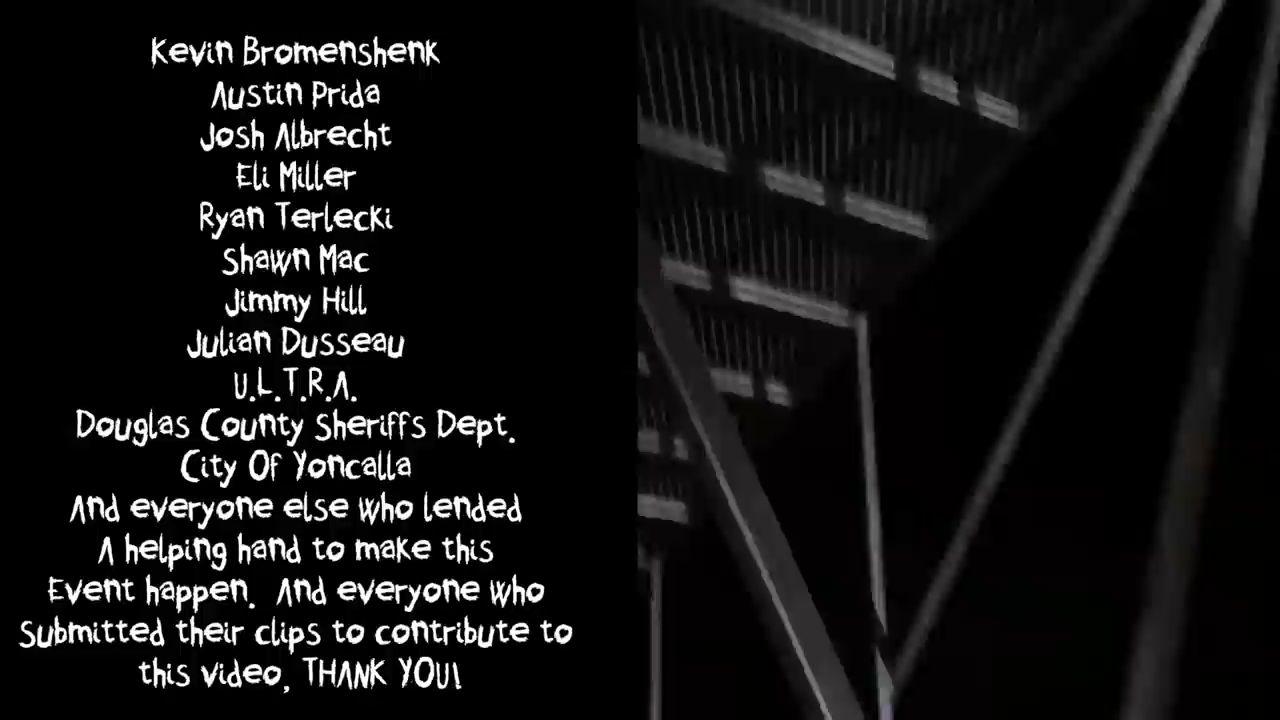 Kevin Bromenshenk
Austin Prida
Josh Albrecht
Eli Miller
Ryan Terlecki
Shawn Mac
Jimmy Hill
Julian Dusseau
U.L.T.R.A.
Douglas County Sheriffs Dept.
City Of Yoncalla
And everyone else who lended
A helping hand to make this
Event happen. And everyone who
Submitted their clips to contribute to
this video, THANK YOU!